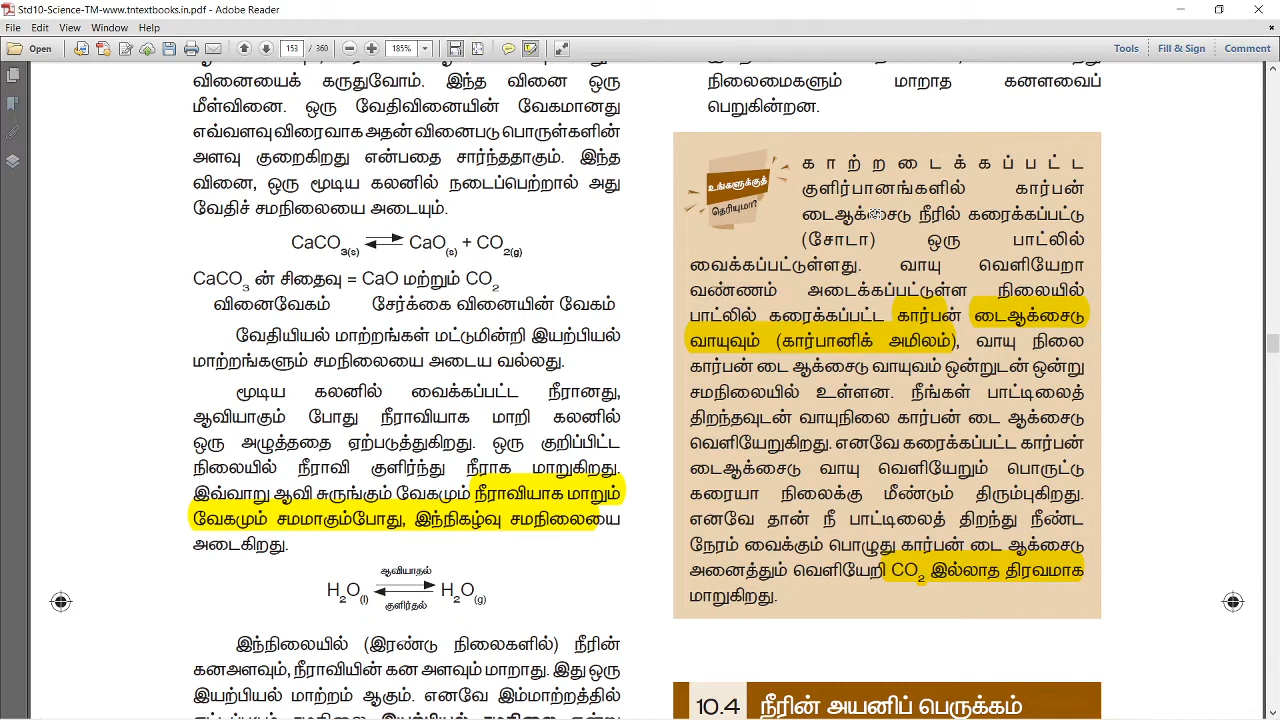 Std10-Science-TM-www.tntextbooks.in.pdf - Adobe Reader
File Edit View Window Help
Open 153 / 360 185% Tools Fill & Sign Comment
வினையைக் கருதுவோம். இந்த வினை ஒரு
மீள்வினை. ஒரு வேதிவினையின் வேகமானது
எவ்வளவு விரைவாக அதன் வினைபடு பொருள்களின்
அளவு குறைகிறது என்பதை சார்ந்ததாகும். இந்த
வினை, ஒரு மூடிய கலனில் நடைப்பெற்றால் அது
வேதிச் சமநிலையை அடையும்.
CaCO3(s) ⇌ CaO(s) + CO2(g)
CaCO3 ன் சிதைவு = CaO மற்றும் CO2
வினைவேகம் சேர்க்கை வினையின் வேகம்
வேதியியல் மாற்றங்கள் மட்டுமின்றி இயற்பியல்
மாற்றங்களும் சமநிலையை அடைய வல்லது.
மூடிய கலனில் வைக்கப்பட்ட நீரானது,
ஆவியாகும் போது நீராவியாக மாறி கலனில்
ஒரு அழுத்ததை ஏற்படுத்துகிறது. ஒரு குறிப்பிட்ட
நிலையில் நீராவி குளிர்ந்து நீராக மாறுகிறது.
இவ்வாறு ஆவி சுருங்கும் வேகமும் நீராவியாக மாறும்
வேகமும் சமமாகும்போது, இந்நிகழ்வு சமநிலையை
அடைகிறது.
ஆவியாதல்
H2O(l) ⇌ H2O(g)
குளிர்தல்
இந்நிலையில் (இரண்டு நிலைகளில்) நீரின்
கனஅளவும், நீராவியின் கன அளவும் மாறாது. இது ஒரு
இயற்பியல் மாற்றம் ஆகும். எனவே இம்மாற்றத்தில்
நிலைமைகளும் மாறாத கனளவைப்
பெறுகின்றன.
உங்களுக்குத்
தெரியுமா?
காற்றடைக்கப்பட்ட
குளிர்பானங்களில் கார்பன்
டைஆக்சைடு நீரில் கரைக்கப்பட்டு
(சோடா) ஒரு பாட்லில்
வைக்கப்பட்டுள்ளது. வாயு வெளியேறா
வண்ணம் அடைக்கப்பட்டுள்ள நிலையில்
பாட்லில் கரைக்கப்பட்ட கார்பன் டைஆக்சைடு
வாயுவும் (கார்பானிக் அமிலம்), வாயு நிலை
கார்பன் டை ஆக்சைடு வாயுவம் ஒன்றுடன் ஒன்று
சமநிலையில் உள்ளன. நீங்கள் பாட்டிலைத்
திறந்தவுடன் வாயுநிலை கார்பன் டை ஆக்சைடு
வெளியேறுகிறது. எனவே கரைக்கப்பட்ட கார்பன்
டைஆக்சைடு வாயு வெளியேறும் பொருட்டு
கரையா நிலைக்கு மீண்டும் திரும்புகிறது.
எனவே தான் நீ பாட்டிலைத் திறந்து நீண்ட
நேரம் வைக்கும் பொழுது கார்பன் டை ஆக்சைடு
அனைத்தும் வெளியேறி CO2 இல்லாத திரவமாக
மாறுகிறது.
10.4 நீரின் அயனிப் பெருக்கம்